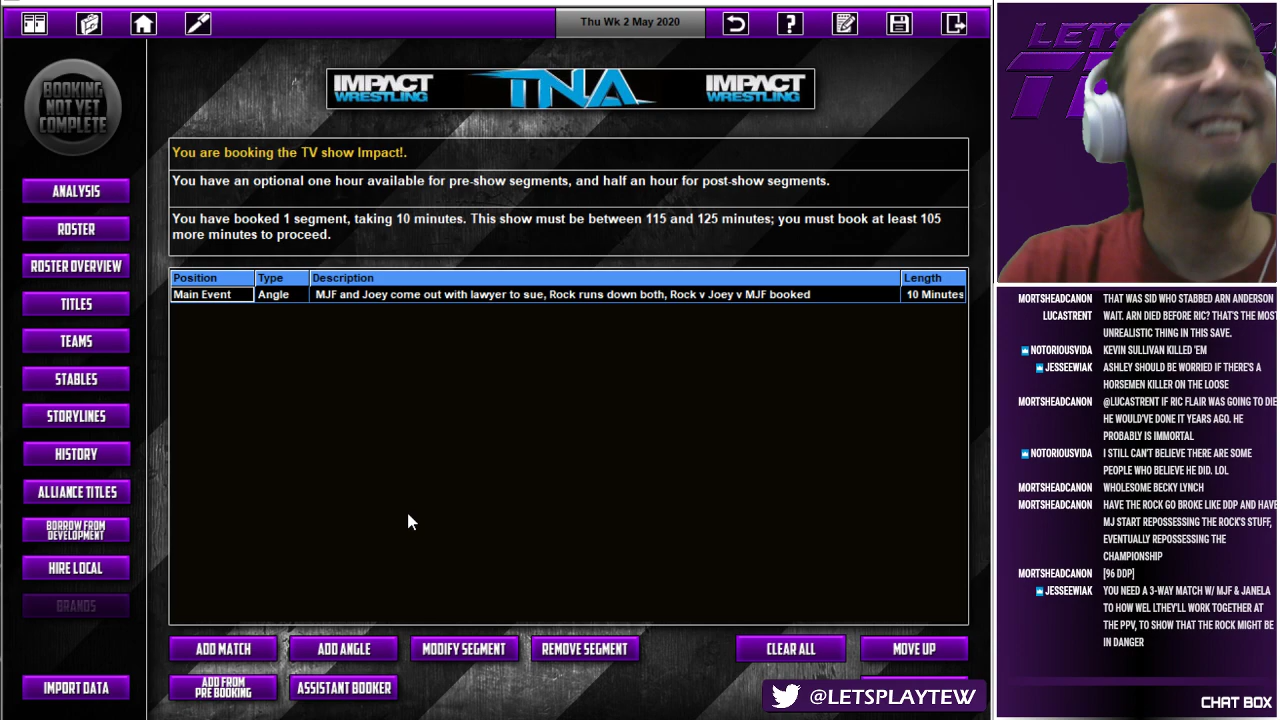 Thu Wk 2 May 2020
BOOKING
NOT YET
COMPLETE
IMPACT
WRESTLING
TNA
IMPACT
WRESTLING
You are booking the TV show Impact!.
You have an optional one hour available for pre-show segments, and half an hour for post-show segments.
You have booked 1 segment, taking 10 minutes. This show must be between 115 and 125 minutes; you must book at least 105
more minutes to proceed.
ANALYSIS
ROSTER
ROSTER OVERVIEW
TITLES
TEAMS
STABLES
STORYLINES
HISTORY
ALLIANCE TITLES
BORROW FROM
DEVELOPMENT
HIRE LOCAL
BRANDS
IMPORT DATA
Position Type Description Length
Main Event Angle MJF and Joey come out with lawyer to sue, Rock runs down both, Rock v Joey v MJF booked 10 Minutes
ADD MATCH ADD ANGLE MODIFY SEGMENT REMOVE SEGMENT CLEAR ALL MOVE UP
ADD FROM
PRE BOOKING
ASSISTANT BOOKER
@LETSPLAYTEW
MORTSHEADCANON THAT WAS SID WHO STABBED ARN ANDERSON
LUCASTRENT WAIT. ARN DIED BEFORE RIC? THAT'S THE MOST
UNREALISTIC THING IN THIS SAVE.
NOTORIOUSVIDA KEVIN SULLIVAN KILLED 'EM
JESSEEWIAK ASHLEY SHOULD BE WORRIED IF THERE'S A
HORSEMEN KILLER ON THE LOOSE
MORTSHEADCANON @LUCASTRENT IF RIC FLAIR WAS GOING TO DIE
HE WOULD'VE DONE IT YEARS AGO. HE
PROBABLY IS IMMORTAL
NOTORIOUSVIDA I STILL CAN'T BELIEVE THERE ARE SOME
PEOPLE WHO BELIEVE HE DID. LOL
MORTSHEADCANON WHOLESOME BECKY LYNCH
MORTSHEADCANON HAVE THE ROCK GO BROKE LIKE DDP AND HAVE
MJ START REPOSSESSING THE ROCK'S STUFF,
EVENTUALLY REPOSSESSING THE
CHAMPIONSHIP
MORTSHEADCANON [96 DDP]
JESSEEWIAK YOU NEED A 3-WAY MATCH W/ MJF & JANELA
TO HOW WEL LTHEY'LL WORK TOGETHER AT
THE PPV, TO SHOW THAT THE ROCK MIGHT BE
IN DANGER
CHAT BOX